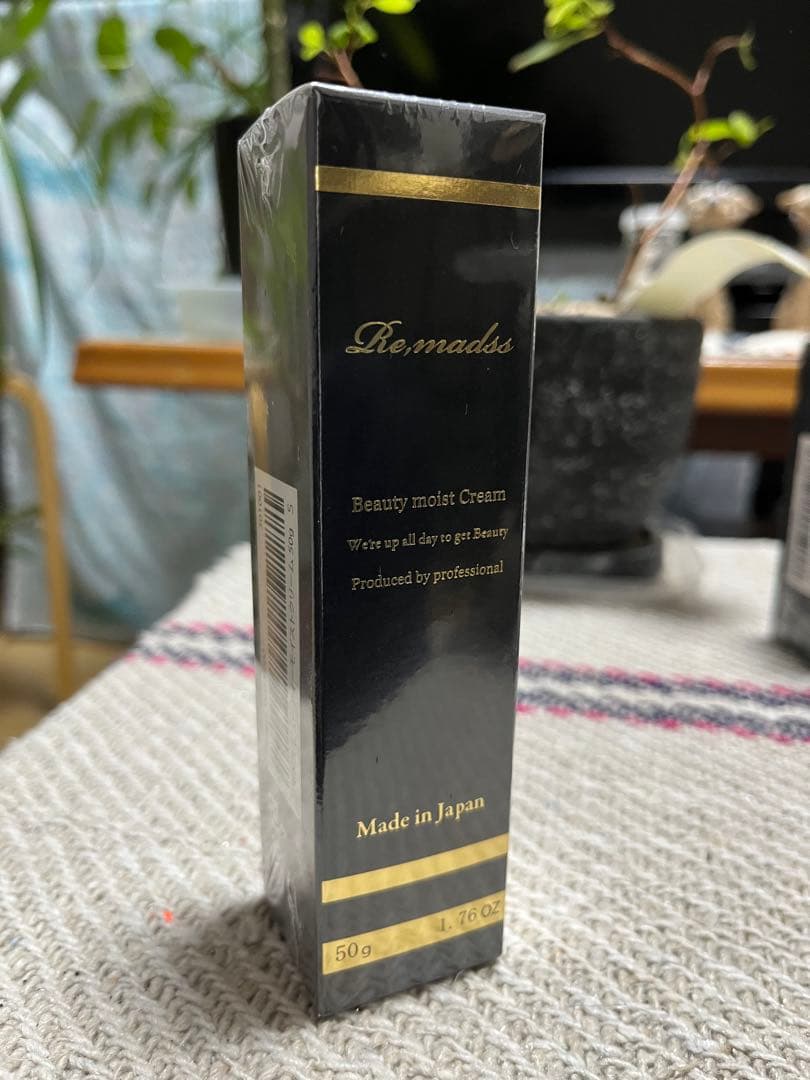 Re,madss
Beauty moist Cream
We're up all day to get Beauty
Produced by professional
Made in Japan
50g 1.76 OZ